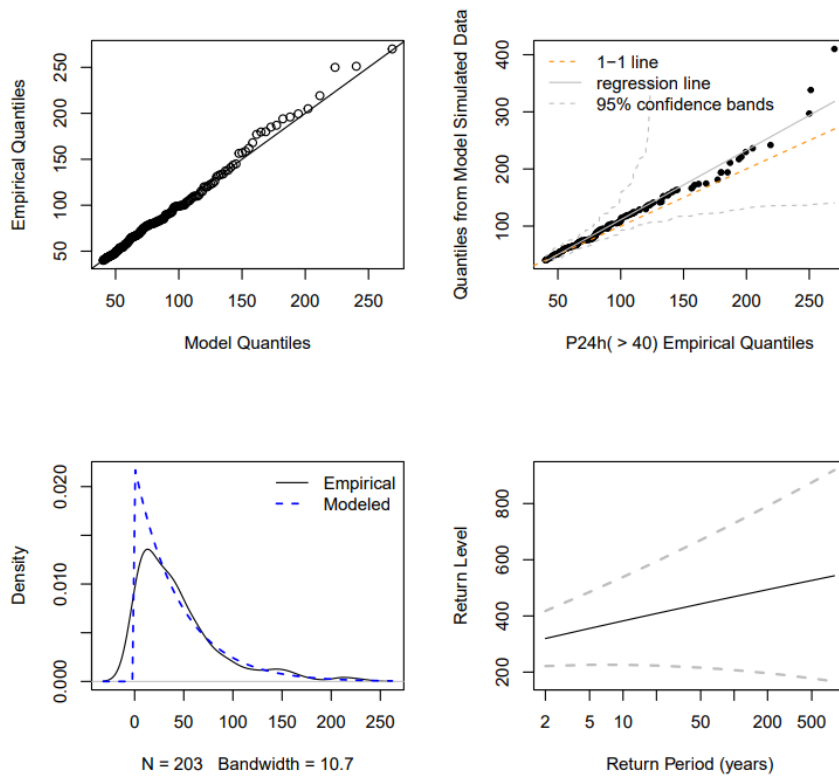 Empirical Quantiles
50 100 150 200 250
50 100 150 200 250
Model Quantiles
Quantiles from Model Simulated Data
100 200 300 400
1−1 line
regression line
95% confidence bands
50 100 150 200 250
P24h( > 40) Empirical Quantiles
Density
0.000 0.010 0.020
Empirical
Modeled
0 50 100 150 200 250
N = 203 Bandwidth = 10.7
Return Level
200 400 600 800
2 5 10 50 200 500
Return Period (years)